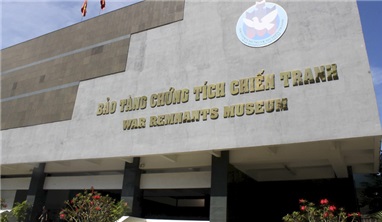 BẢO TÀNG CHỨNG TÍCH CHIẾN TRANH
WAR REMNANTS MUSEUM